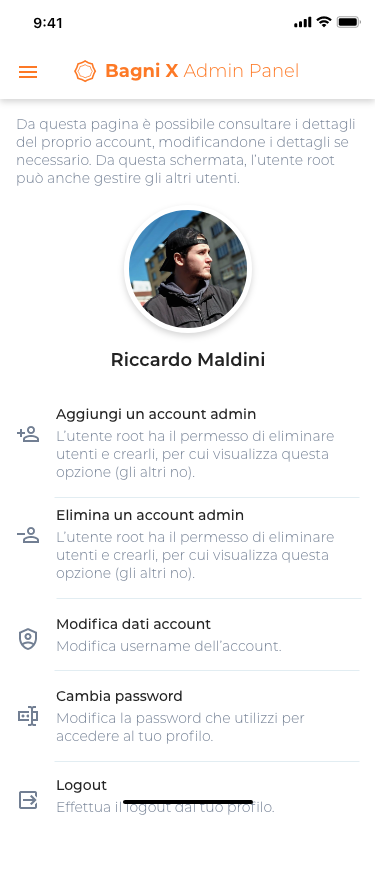 9:41
Bagni X Admin Panel
Da questa pagina è possibile consultare i dettagli
del proprio account, modificandone i dettagli se
necessario. Da questa schermata, l'utente root
può anche gestire gli altri utenti.
Riccardo Maldini
Aggiungi un account admin
L'utente root ha il permesso di eliminare
utenti e crearli, per cui visualizza questa
opzione (gli altri no).
Elimina un account admin
L'utente root ha il permesso di eliminare
utenti e crearli, per cui visualizza questa
opzione (gli altri no).
Modifica dati account
Modifica username dell'account.
Cambia password
Modifica la password che utilizzi per
accedere al tuo profilo.
Logout
Effettua il logout dal tuo profilo.